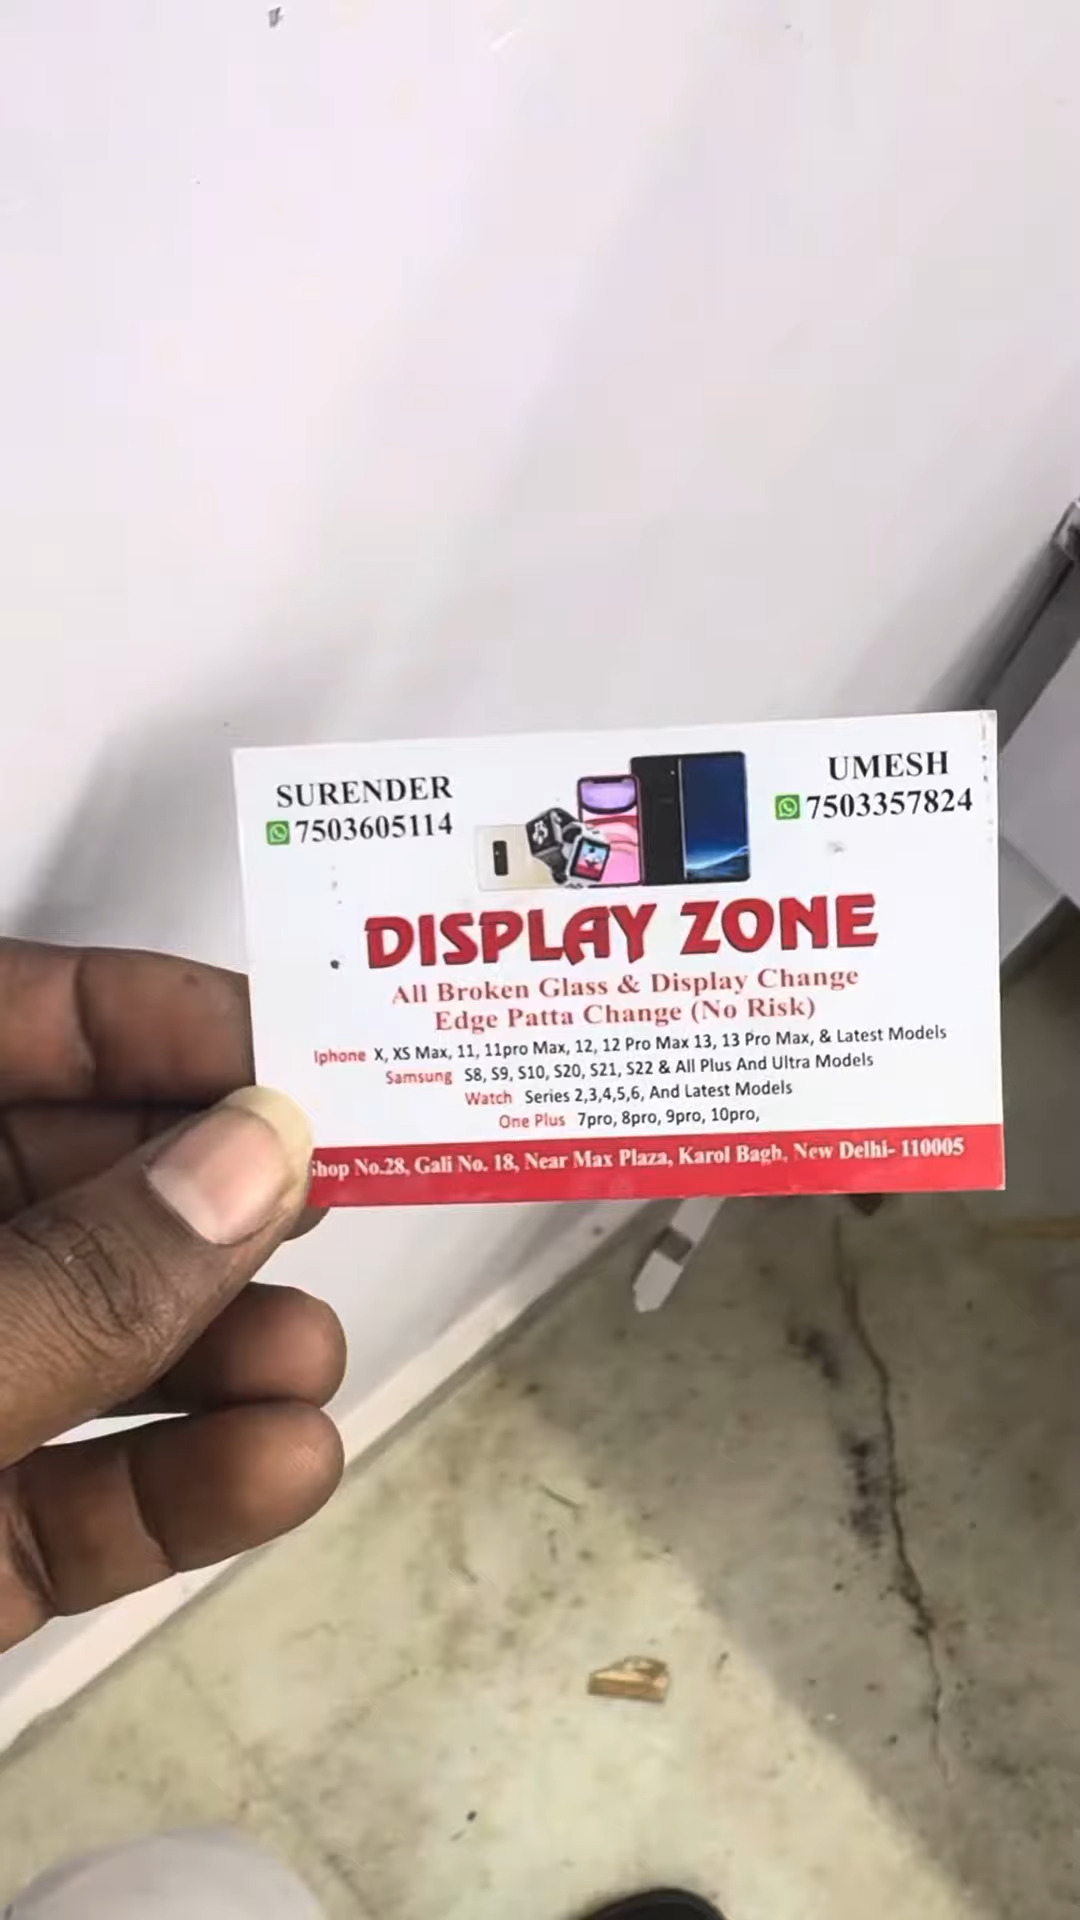 SURENDER
7503605114
UMESH
7503357824
DISPLAY ZONE
All Broken Glass & Display Change
Edge Patta Change (No Risk)
Iphone X, XS Max, 11, 11pro Max, 12, 12 Pro Max 13, 13 Pro Max, & Latest Models
Samsung S8, S9, S10, S20, S21, S22 & All Plus And Ultra Models
Watch Series 2,3,4,5,6, And Latest Models
One Plus 7pro, 8pro, 9pro, 10pro,
Shop No.28, Gali No. 18, Near Max Plaza, Karol Bagh, New Delhi- 110005